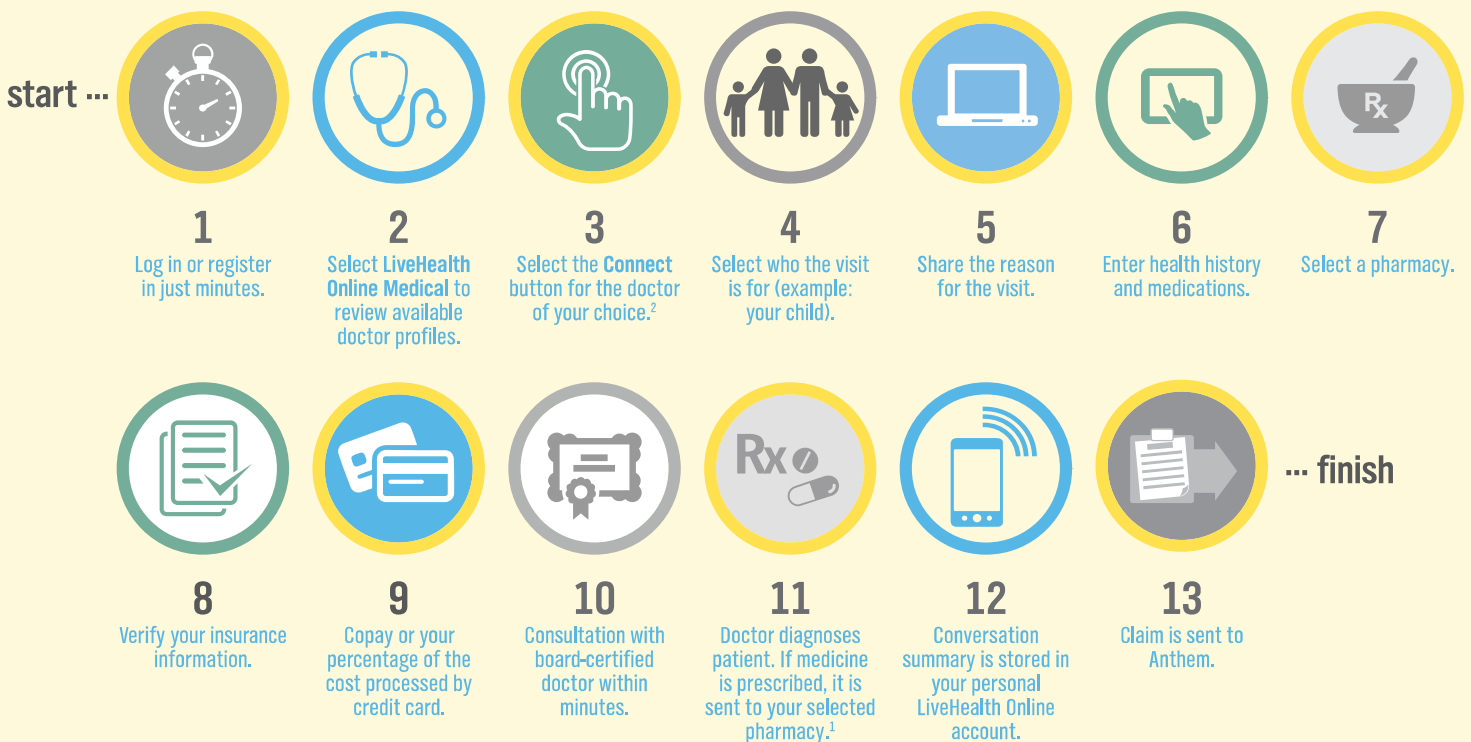 start ...
Rx
1
Log in or register
in just minutes.
2
Select LiveHealth
Online Medical to
review available
doctor profiles.
3
Select the Connect
button for the doctor
of your choice.²
4
Select who the visit
is for (example:
your child).
5
Share the reason
for the visit.
6
Enter health history
and medications.
7
Select a pharmacy.
Rx
... finish
8
Verify your insurance
information.
9
Copay or your
percentage of the
cost processed by
credit card.
10
Consultation with
board-certified
doctor within
minutes.
11
Doctor diagnoses
patient. If medicine
is prescribed, it is
sent to your selected
pharmacy.¹
12
Conversation
summary is stored in
your personal
LiveHealth Online
account.
13
Claim is sent to
Anthem.